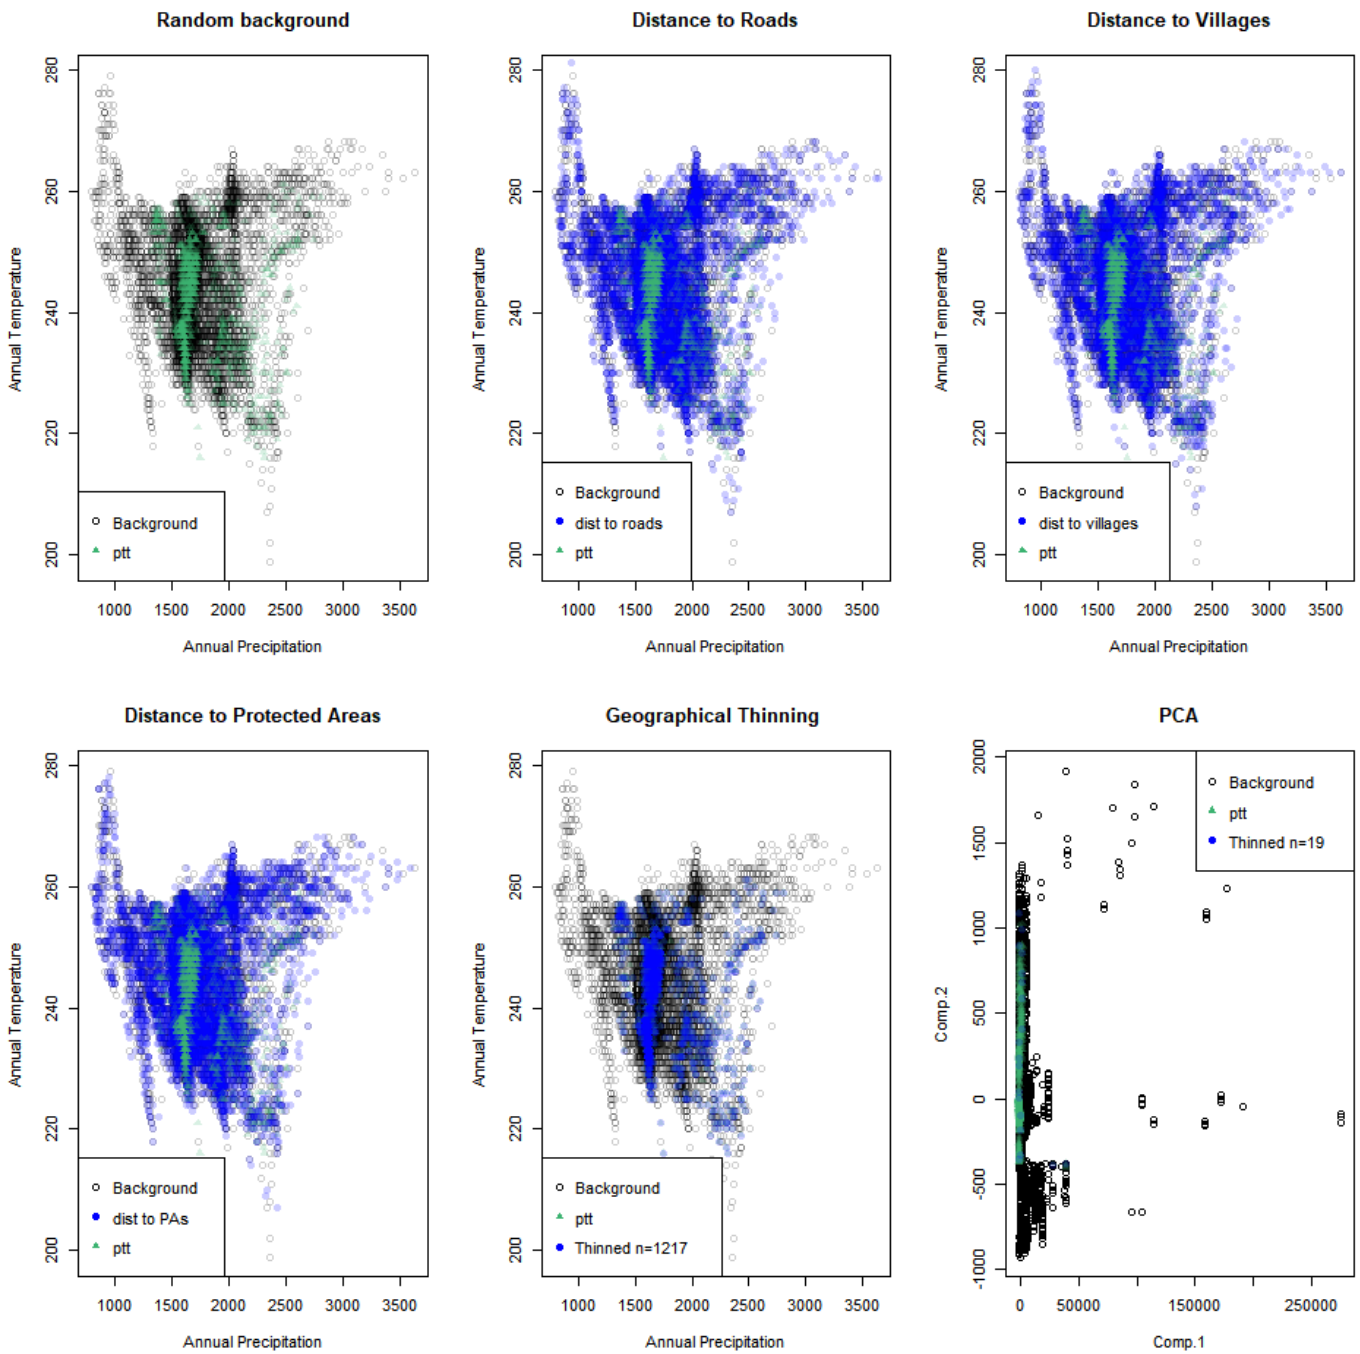 Random background
280
260
240
220
200
Annual Temperature
Background
ptt
1000 1500 2000 2500 3000 3500
Annual Precipitation
Distance to Roads
280
260
240
220
200
Annual Temperature
Background
dist to roads
ptt
1000 1500 2000 2500 3000 3500
Annual Precipitation
Distance to Villages
280
260
240
220
200
Annual Temperature
Background
dist to villages
ptt
1000 1500 2000 2500 3000 3500
Annual Precipitation
Distance to Protected Areas
280
260
240
220
200
Annual Temperature
Background
dist to PAs
ptt
1000 1500 2000 2500 3000 3500
Annual Precipitation
Geographical Thinning
280
260
240
220
200
Annual Temperature
Background
ptt
Thinned n=1217
1000 1500 2000 2500 3000 3500
Annual Precipitation
PCA
2000
1500
1000
500
0
-500
-1000
Comp.2
Background
ptt
Thinned n=19
0 50000 150000 250000
Comp.1